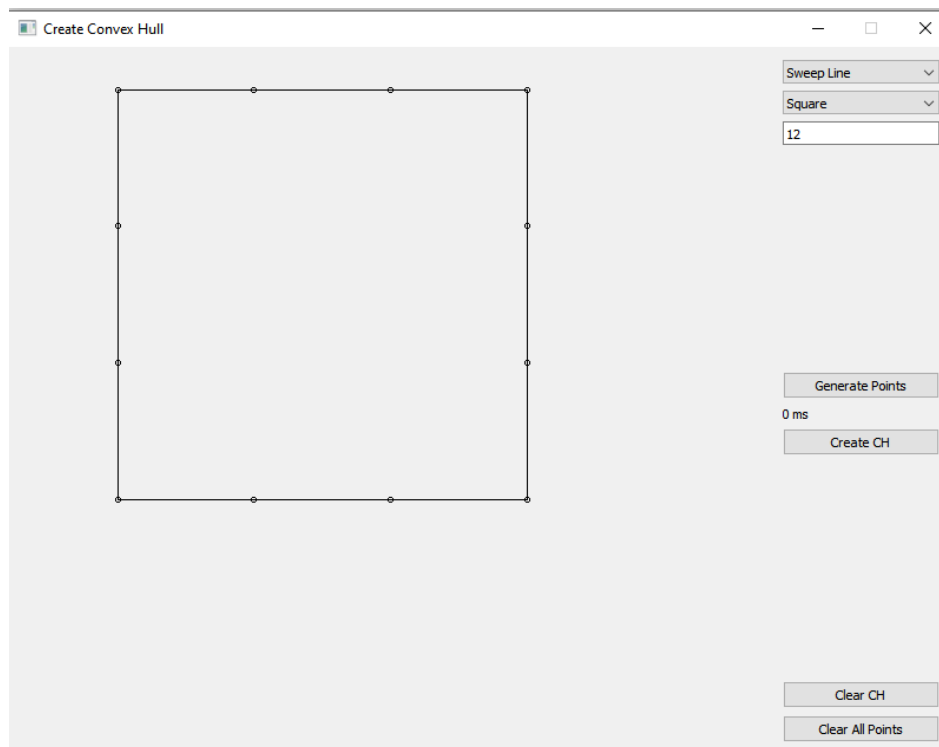 Create Convex Hull
Sweep Line
Square
12
Generate Points
0 ms
Create CH
Clear CH
Clear All Points